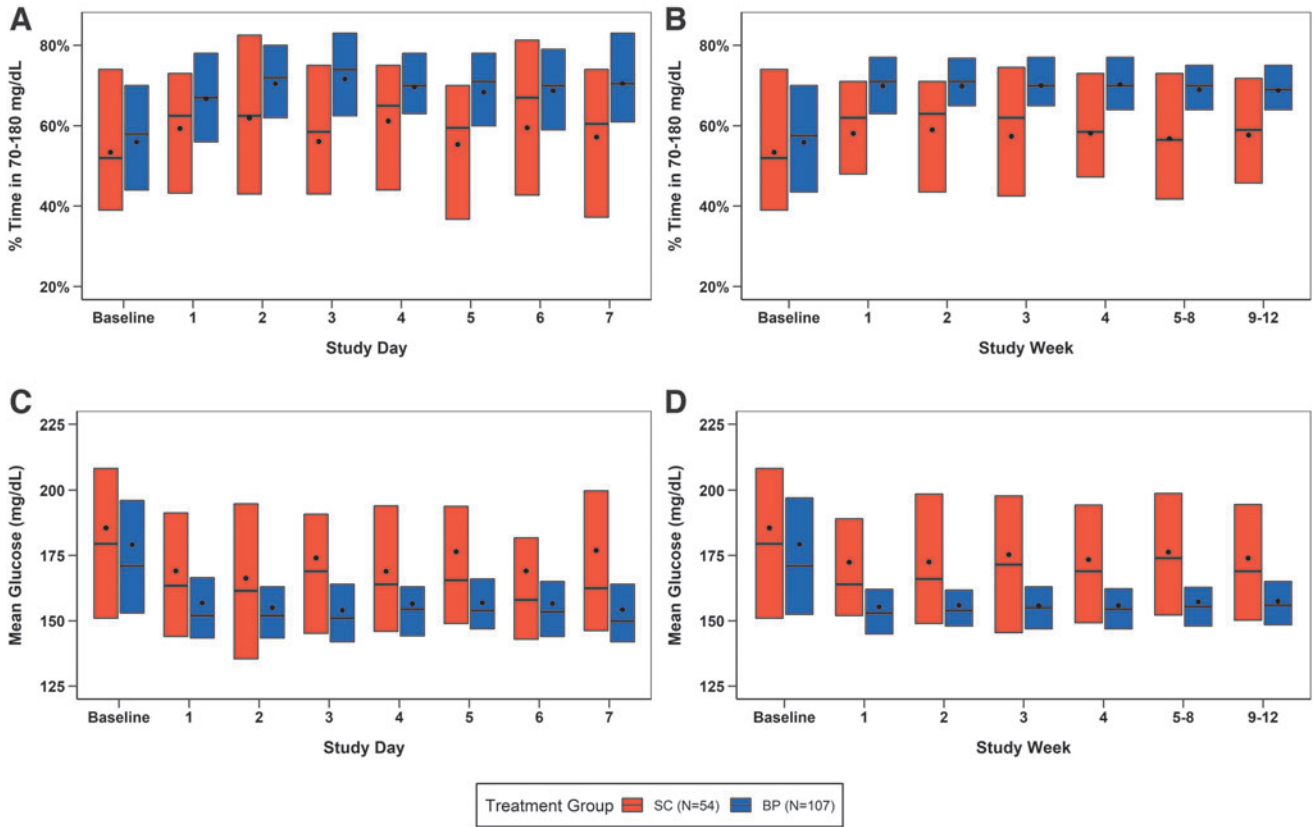 A
% Time in 70-180 mg/dL
80%
60%
40%
20%
Baseline 1 2 3 4 5 6 7
Study Day
B
% Time in 70-180 mg/dL
80%
60%
40%
20%
Baseline 1 2 3 4 5-8 9-12
Study Week
C
Mean Glucose (mg/dL)
225
200
175
150
125
Baseline 1 2 3 4 5 6 7
Study Day
D
Mean Glucose (mg/dL)
225
200
175
150
125
Baseline 1 2 3 4 5-8 9-12
Study Week
Treatment Group SC (N=54) BP (N=107)